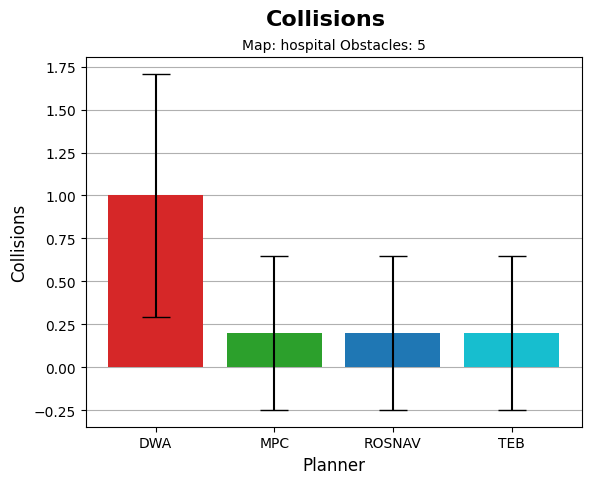 Collisions
Map: hospital Obstacles: 5
1.75
1.50
1.25
1.00
0.75
0.50
0.25
0.00
−0.25
Collisions
DWA MPC ROSNAV TEB
Planner